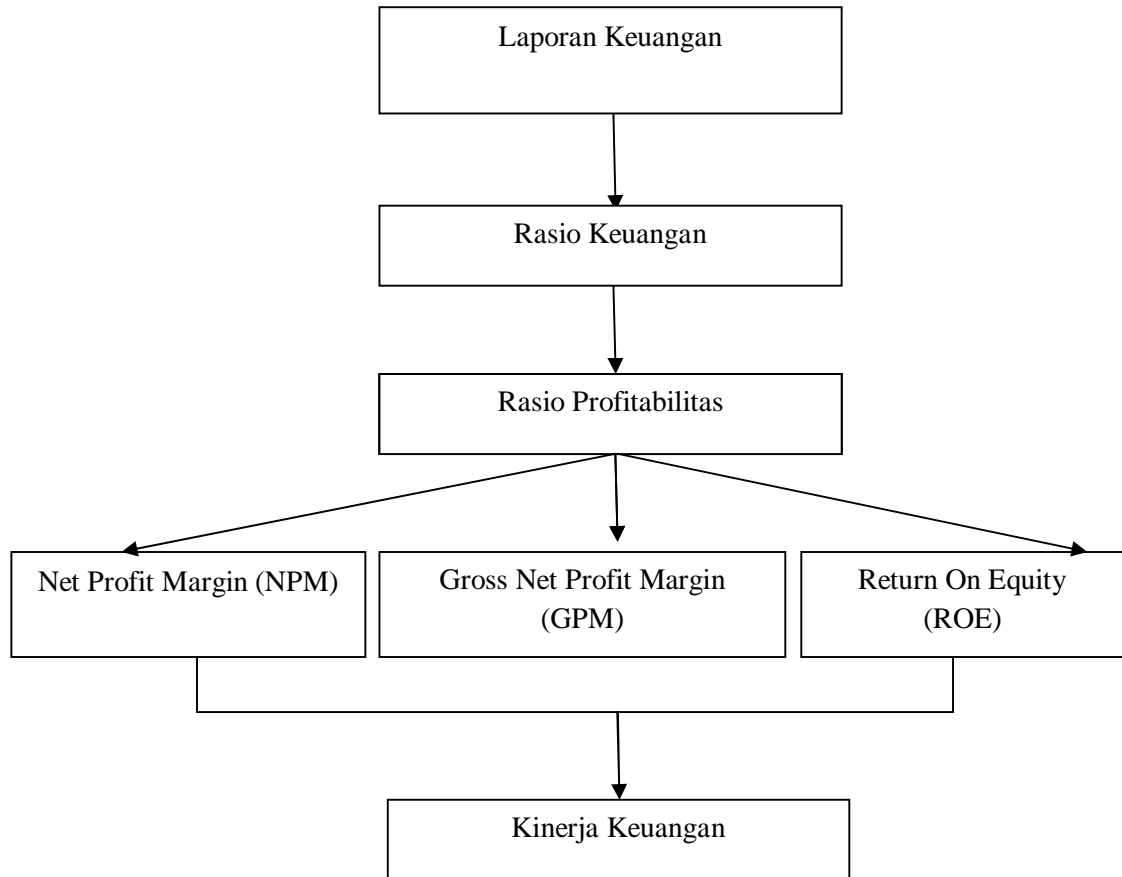 Laporan Keuangan
Rasio Keuangan
Rasio Profitabilitas
Net Profit Margin (NPM)
Gross Net Profit Margin
(GPM)
Return On Equity
(ROE)
Kinerja Keuangan